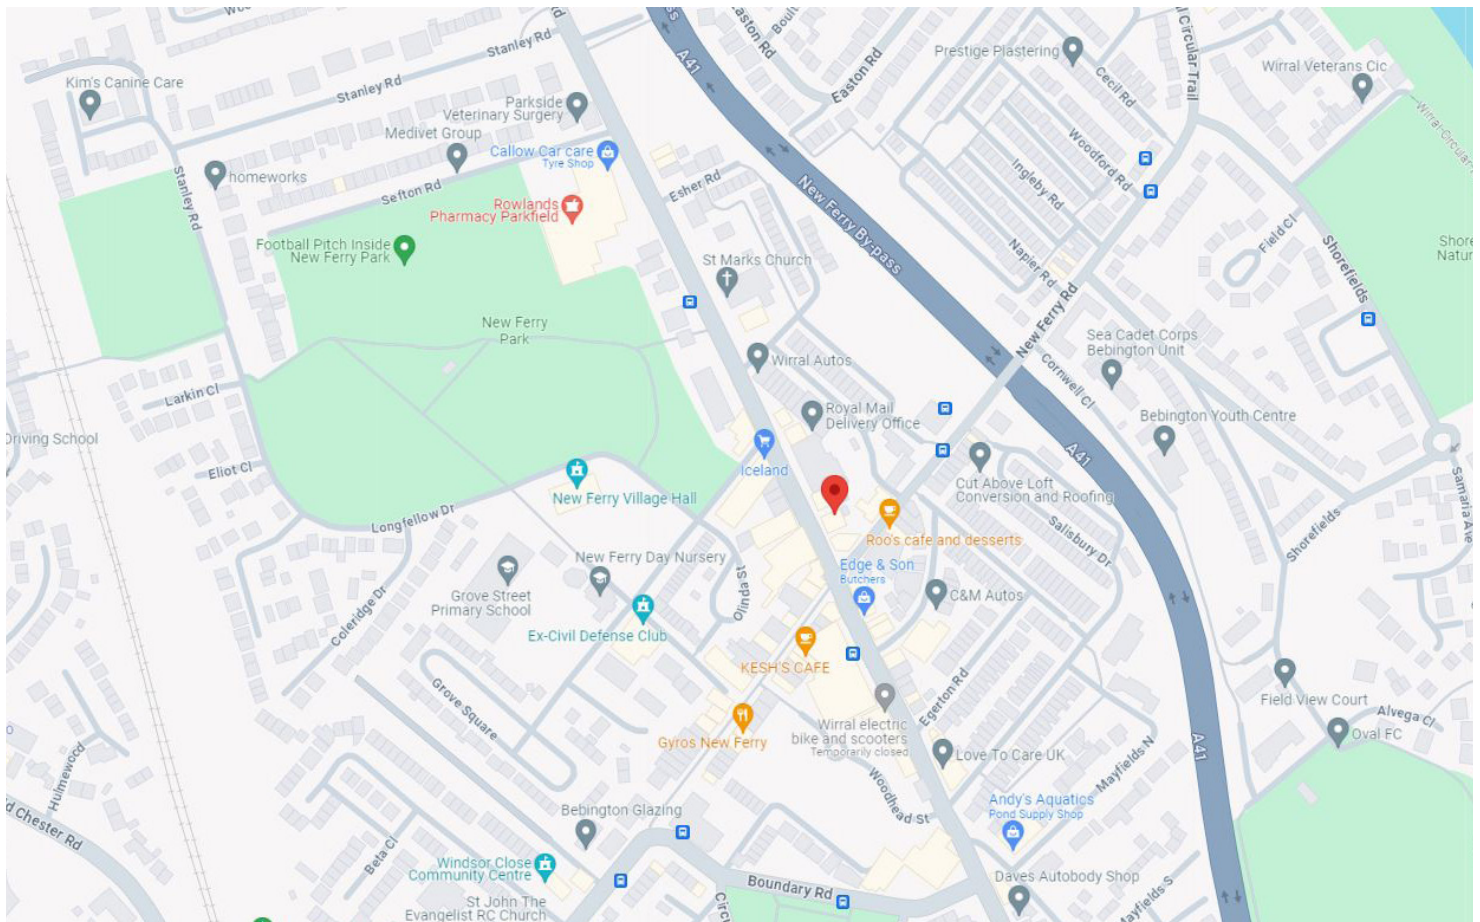 Stanley Rd
A41
Easton Rd
Easton Rd
Prestige Plastering
Cecil Rd
l Circular Trail
Wirral Veterans Cic
Kim's Canine Care
Stanley Rd
Parkside
Veterinary Surgery
Medivet Group
Callow Car care
Tyre Shop
Woodford Rd
Ingleby Rd
homeworks
Stanley Rd
Sefton Rd
Esher Rd
Rowlands
Pharmacy Parkfield
New Ferry By-pass
Field Cl
Football Pitch Inside
New Ferry Park
St Marks Church
Napier Rd
Shorefields
New Ferry
Park
New Ferry Rd
Sea Cadet Corps
Bebington Unit
Wirral Autos
Cornwell Cl
Larkin Cl
Royal Mail
Delivery Office
Bebington Youth Centre
Driving School
Eliot Cl
Iceland
A41
Cut Above Loft
Conversion and Roofing
New Ferry Village Hall
Longfellow Dr
Samaria Ave
Salisbury Dr
Shorefields
Roo's cafe and desserts
New Ferry Day Nursery
Edge & Son
Butchers
Grove Street
Primary School
Olinda St
C&M Autos
Coleridge Dr
Ex-Civil Defense Club
KESH'S CAFE
Egerton Rd
Grove Square
Field View Court
Alvega Cl
Wirral electric
bike and scooters
Temporarily closed
Gyros New Ferry
Oval FC
Love To Care UK
Mayfields N
A41
Hulmewood
Woodhead St
Andy's Aquatics
Pond Supply Shop
Bebington Glazing
d Chester Rd
Beta Cl
Windsor Close
Community Centre
Boundary Rd
Daves Autobody Shop
Mayfields S
St John The
Evangelist RC Church